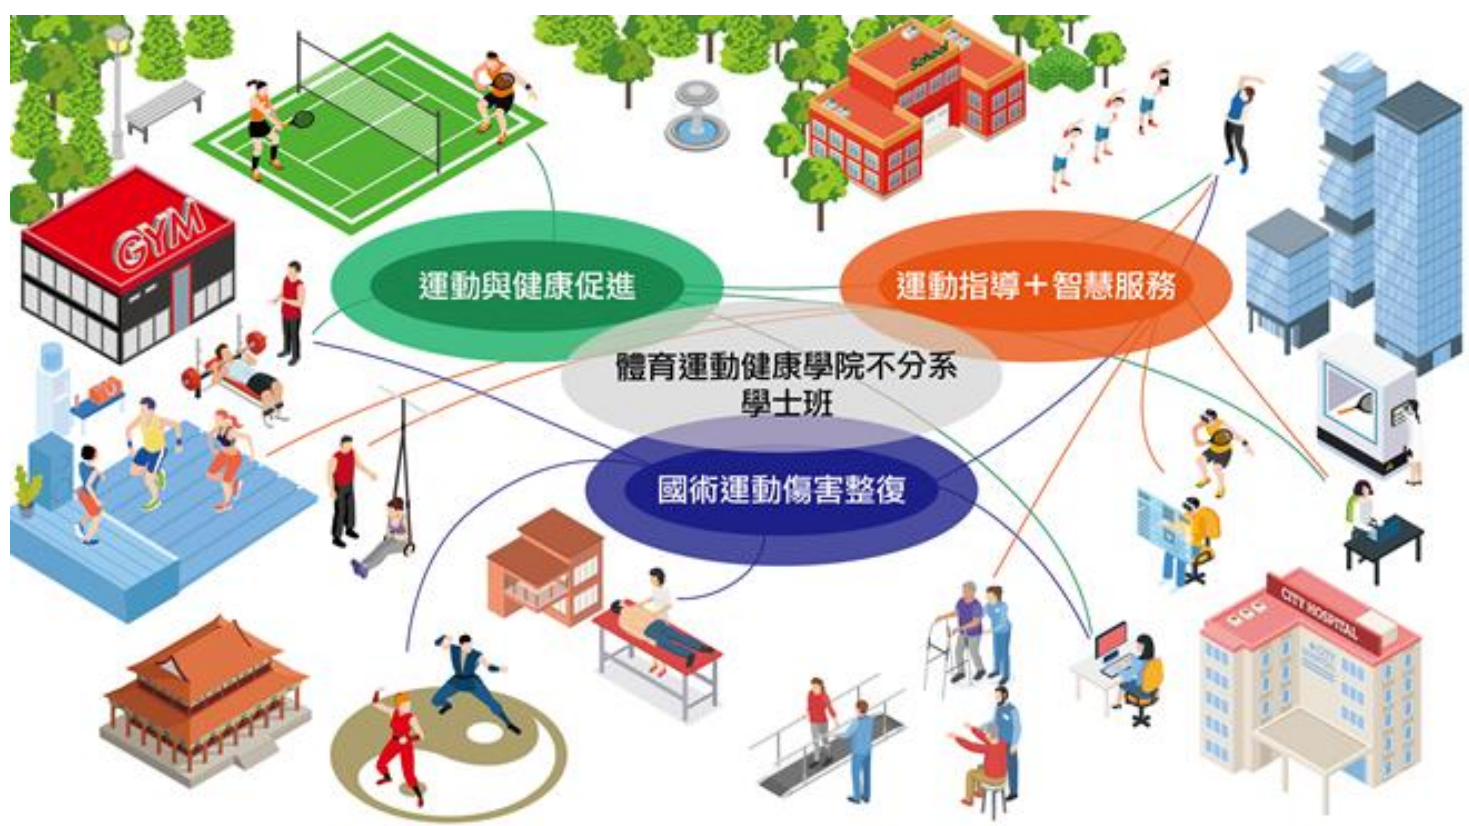 School
GYM
運動與健康促進
運動指導＋智慧服務
體育運動健康學院不分系
學士班
國術運動傷害整復
CITY HOSPITAL